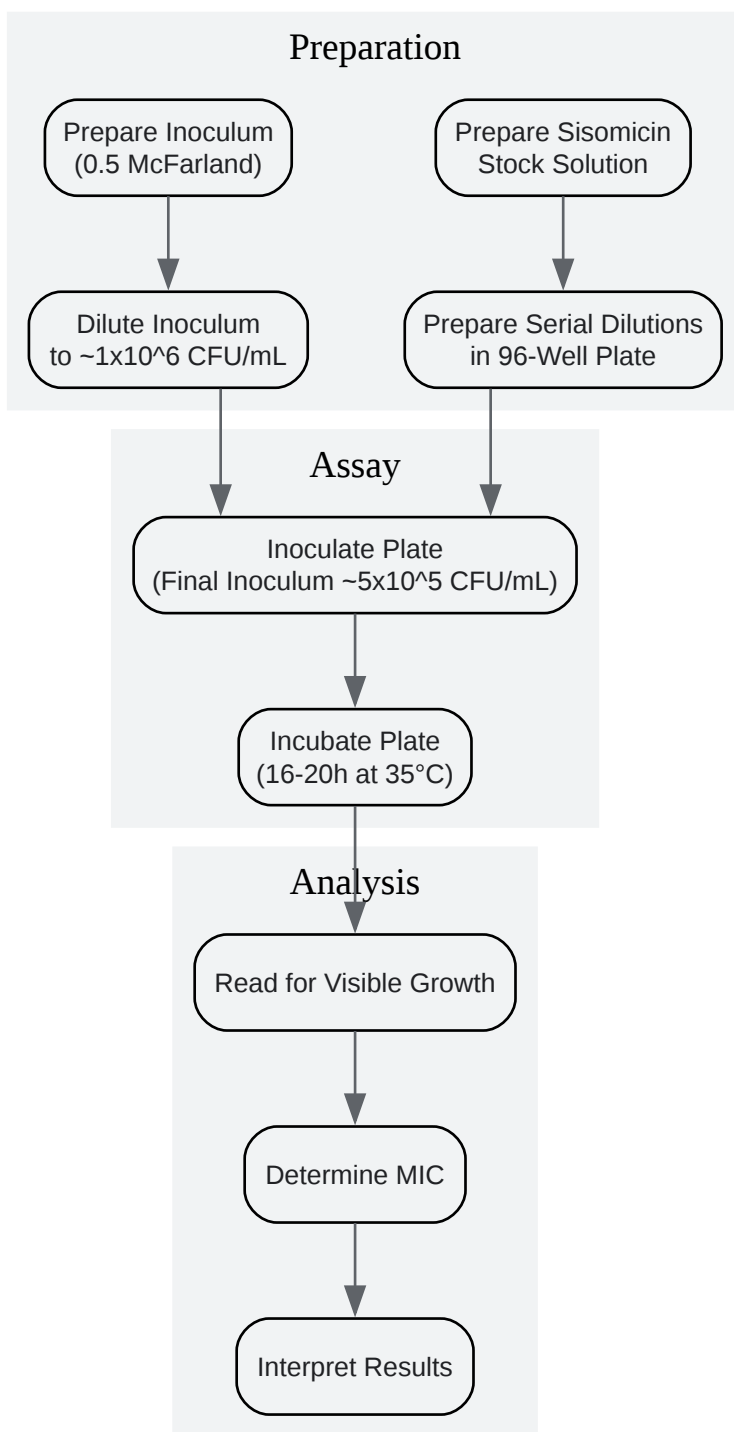 Preparation
Prepare Inoculum
(0.5 McFarland)
Prepare Sisomicin
Stock Solution
Dilute Inoculum
to ~1x10^6 CFU/mL
Prepare Serial Dilutions
in 96-Well Plate
Assay
Inoculate Plate
(Final Inoculum ~5x10^5 CFU/mL)
Incubate Plate
(16-20h at 35°C)
Analysis
Read for Visible Growth
Determine MIC
Interpret Results